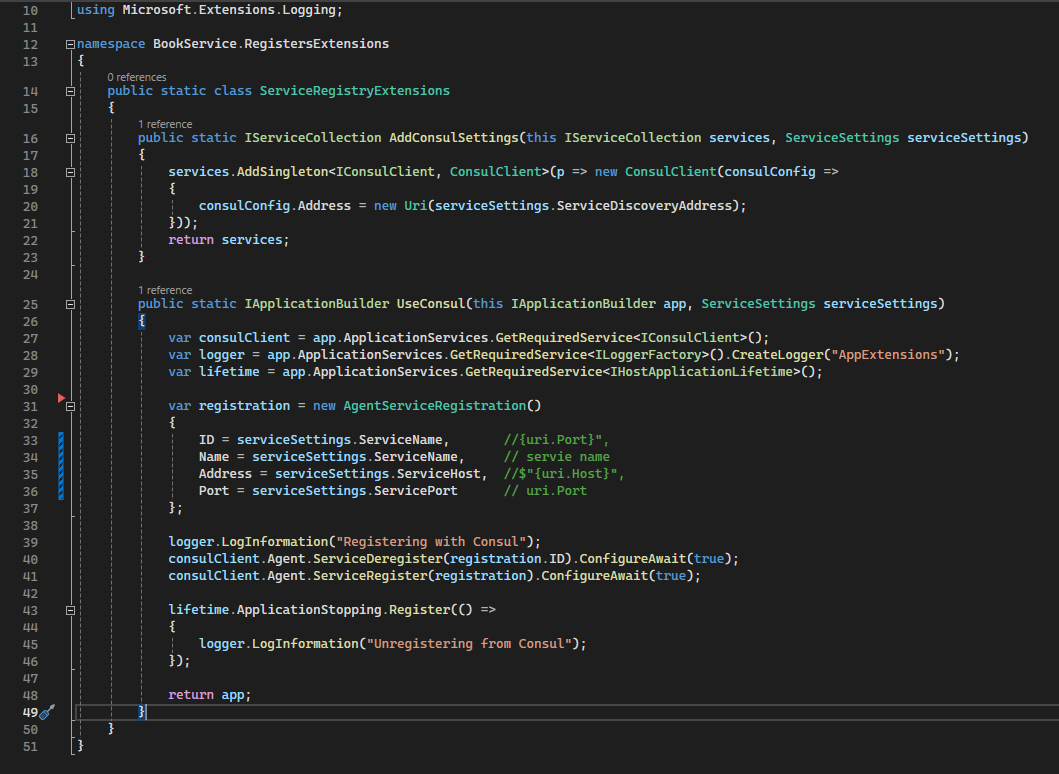 10 using Microsoft.Extensions.Logging;
11
12 namespace BookService.RegistersExtensions
13 {
0 references
14 public static class ServiceRegistryExtensions
15 {
1 reference
16 public static IServiceCollection AddConsulSettings(this IServiceCollection services, ServiceSettings serviceSettings)
17 {
18 services.AddSingleton<IConsulClient, ConsulClient>(p => new ConsulClient(consulConfig =>
19 {
20 consulConfig.Address = new Uri(serviceSettings.ServiceDiscoveryAddress);
21 }));
22 return services;
23 }
24
1 reference
25 public static IApplicationBuilder UseConsul(this IApplicationBuilder app, ServiceSettings serviceSettings)
26 {
27 var consulClient = app.ApplicationServices.GetRequiredService<IConsulClient>();
28 var logger = app.ApplicationServices.GetRequiredService<ILoggerFactory>().CreateLogger("AppExtensions");
29 var lifetime = app.ApplicationServices.GetRequiredService<IHostApplicationLifetime>();
30
31 var registration = new AgentServiceRegistration()
32 {
33 ID = serviceSettings.ServiceName, //{uri.Port}",
34 Name = serviceSettings.ServiceName, // servie name
35 Address = serviceSettings.ServiceHost, //$"{uri.Host}",
36 Port = serviceSettings.ServicePort // uri.Port
37 };
38
39 logger.LogInformation("Registering with Consul");
40 consulClient.Agent.ServiceDeregister(registration.ID).ConfigureAwait(true);
41 consulClient.Agent.ServiceRegister(registration).ConfigureAwait(true);
42
43 lifetime.ApplicationStopping.Register(() =>
44 {
45 logger.LogInformation("Unregistering from Consul");
46 });
47
48 return app;
49 }
50 }
51 }